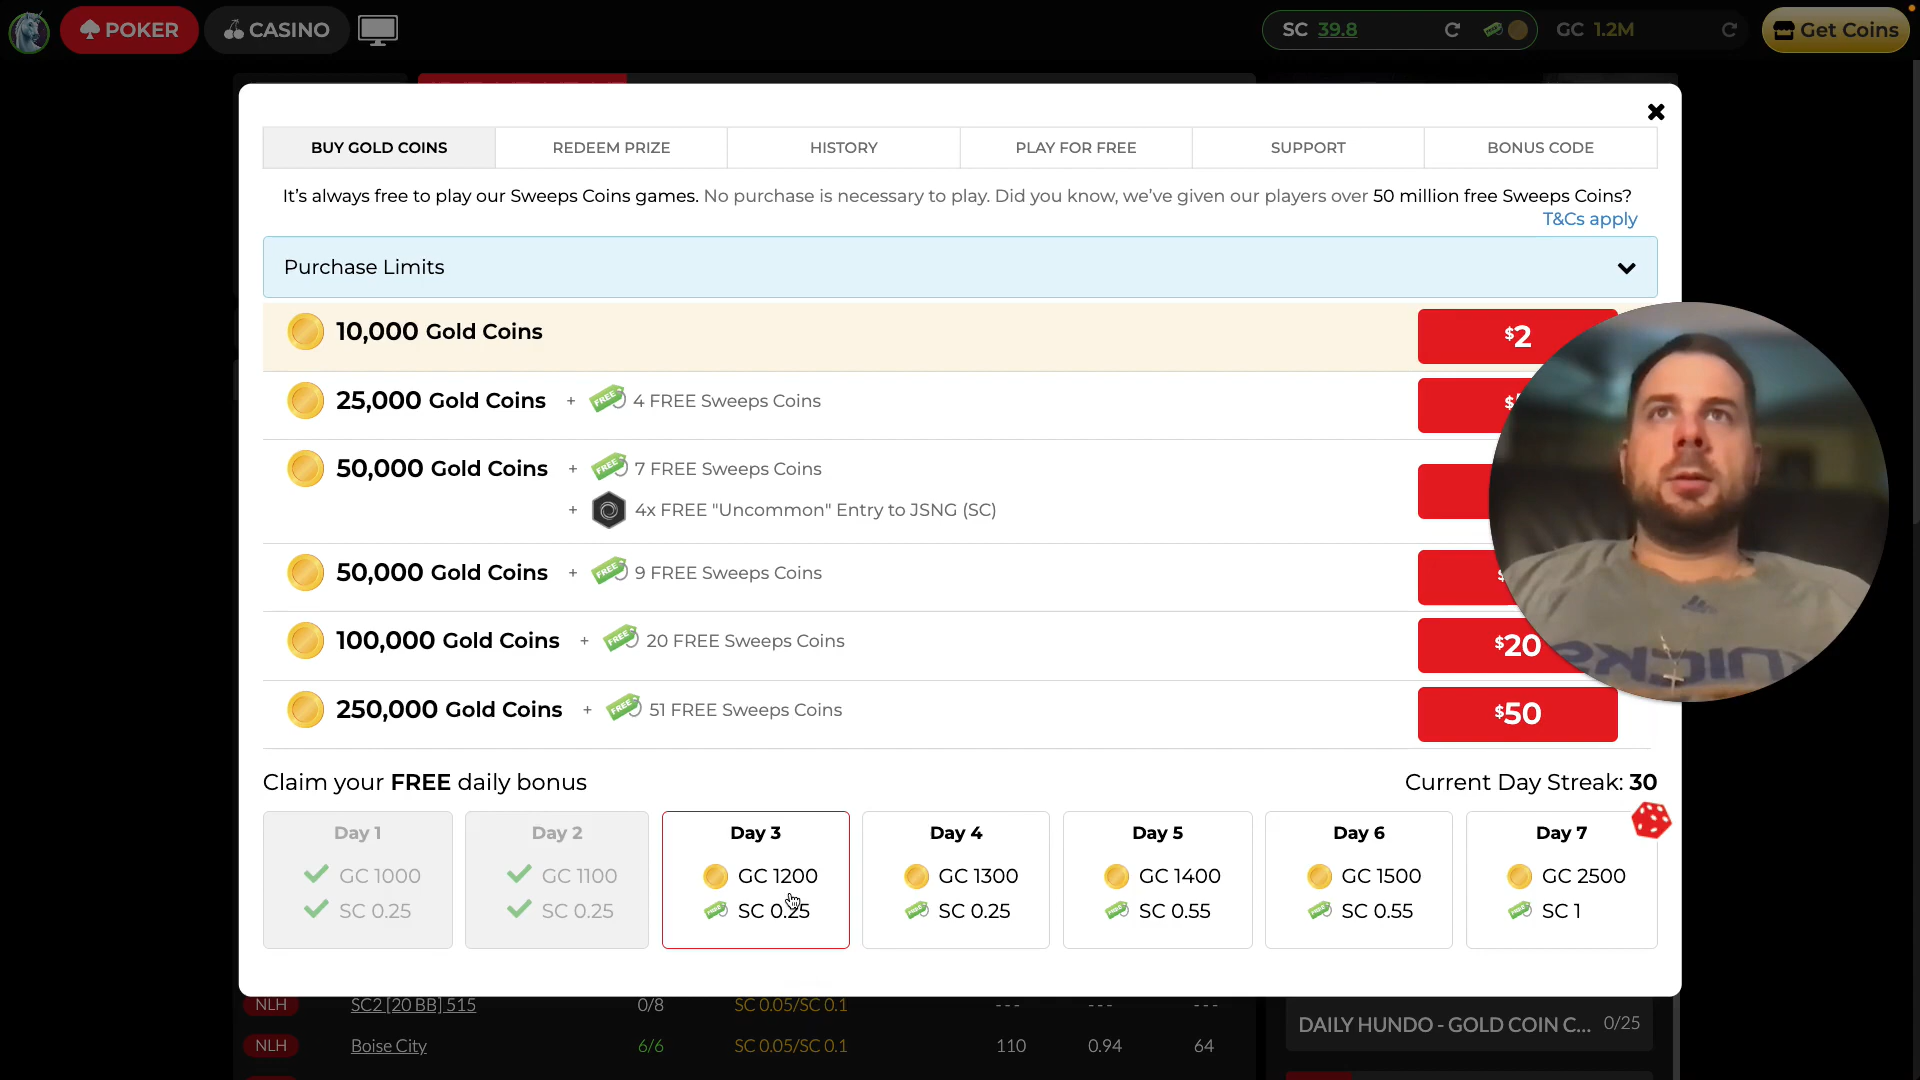 POKER
CASINO
SC 39.8
GC 1.2M
Get Coins
BUY GOLD COINS
REDEEM PRIZE
HISTORY
PLAY FOR FREE
SUPPORT
BONUS CODE
It's always free to play our Sweeps Coins games. No purchase is necessary to play. Did you know, we've given our players over 50 million free Sweeps Coins?
T&Cs apply
Purchase Limits
10,000 Gold Coins
$2
25,000 Gold Coins + FREE 4 FREE Sweeps Coins
$
50,000 Gold Coins + FREE 7 FREE Sweeps Coins
+ 4x FREE "Uncommon" Entry to JSNG (SC)
50,000 Gold Coins + FREE 9 FREE Sweeps Coins
100,000 Gold Coins + FREE 20 FREE Sweeps Coins
$20
250,000 Gold Coins + FREE 51 FREE Sweeps Coins
$50
Claim your FREE daily bonus
Current Day Streak: 30
Day 1
GC 1000
SC 0.25
Day 2
GC 1100
SC 0.25
Day 3
GC 1200
SC 0.25
Day 4
GC 1300
SC 0.25
Day 5
GC 1400
SC 0.55
Day 6
GC 1500
SC 0.55
Day 7
GC 2500
SC 1
NLH SC2 [20 BB] 515 0/8 SC 0.05/SC 0.1 --- --- ---
NLH Boise City 6/6 SC 0.05/SC 0.1 110 0.94 64
DAILY HUNDO - GOLD COIN C... 0/25